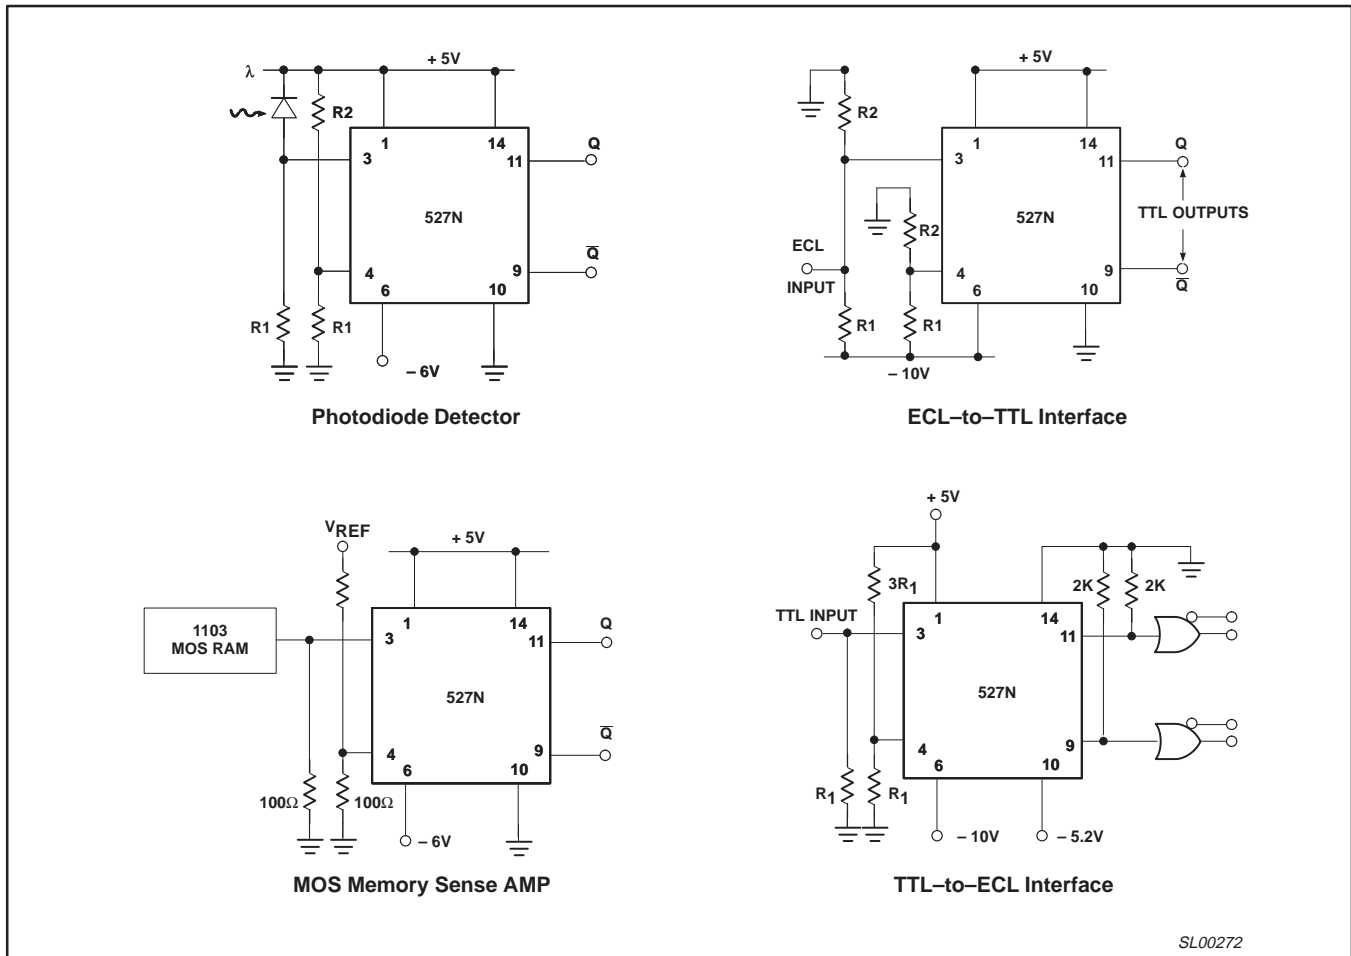 λ
+ 5V
R2
1
14
3
11
Q
527N
4
9
Q̅
6
10
R1
R1
– 6V
Photodiode Detector
+ 5V
R2
1
14
3
11
Q
527N
TTL OUTPUTS
R2
ECL
INPUT
4
9
Q̅
6
10
R1
R1
– 10V
ECL–to–TTL Interface
VREF
+ 5V
1103
MOS RAM
1
14
3
11
Q
527N
4
9
Q̅
6
10
100Ω
100Ω
– 6V
MOS Memory Sense AMP
+ 5V
3R1
2K
2K
TTL INPUT
1
14
3
11
527N
4
9
6
10
R1
R1
– 10V
– 5.2V
TTL–to–ECL Interface
SL00272